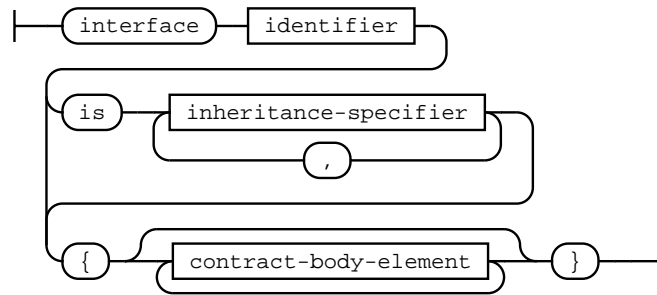 interface identifier
is inheritance-specifier
,
{ contract-body-element }